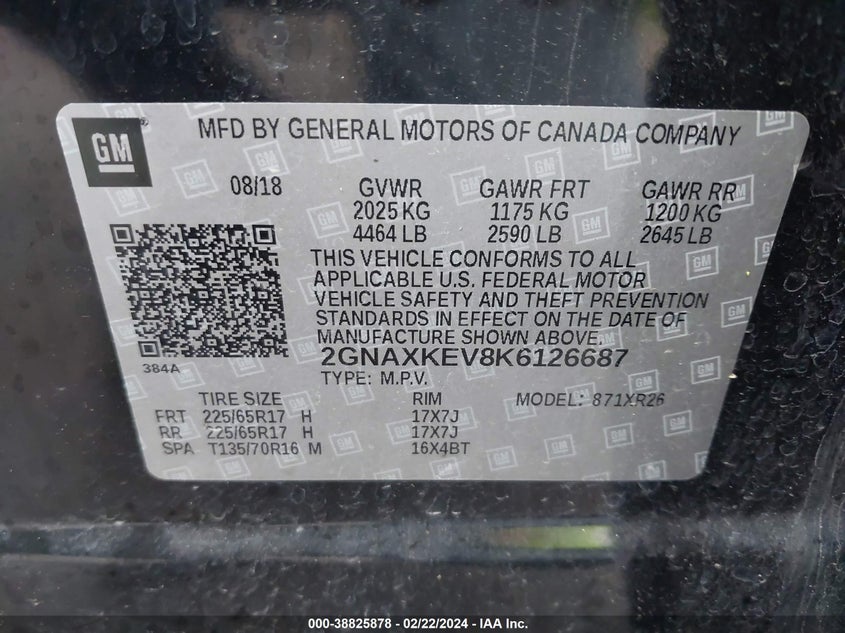 GM
MFD BY GENERAL MOTORS OF CANADA COMPANY
08/18
GVWR GAWR FRT GAWR RR
2025 KG 1175 KG 1200 KG
4464 LB 2590 LB 2645 LB
THIS VEHICLE CONFORMS TO ALL
APPLICABLE U.S. FEDERAL MOTOR
VEHICLE SAFETY AND THEFT PREVENTION
STANDARDS IN EFFECT ON THE DATE OF
MANUFACTURE SHOWN ABOVE.
384A
2GNAXKEV8K6126687
TYPE: M.P.V.
TIRE SIZE RIM MODEL: 871XR26
FRT 225/65R17 H 17X7J
RR 225/65R17 H 17X7J
SPA T135/70R16 M 16X4BT
000-38825878 - 02/22/2024 - IAA Inc.